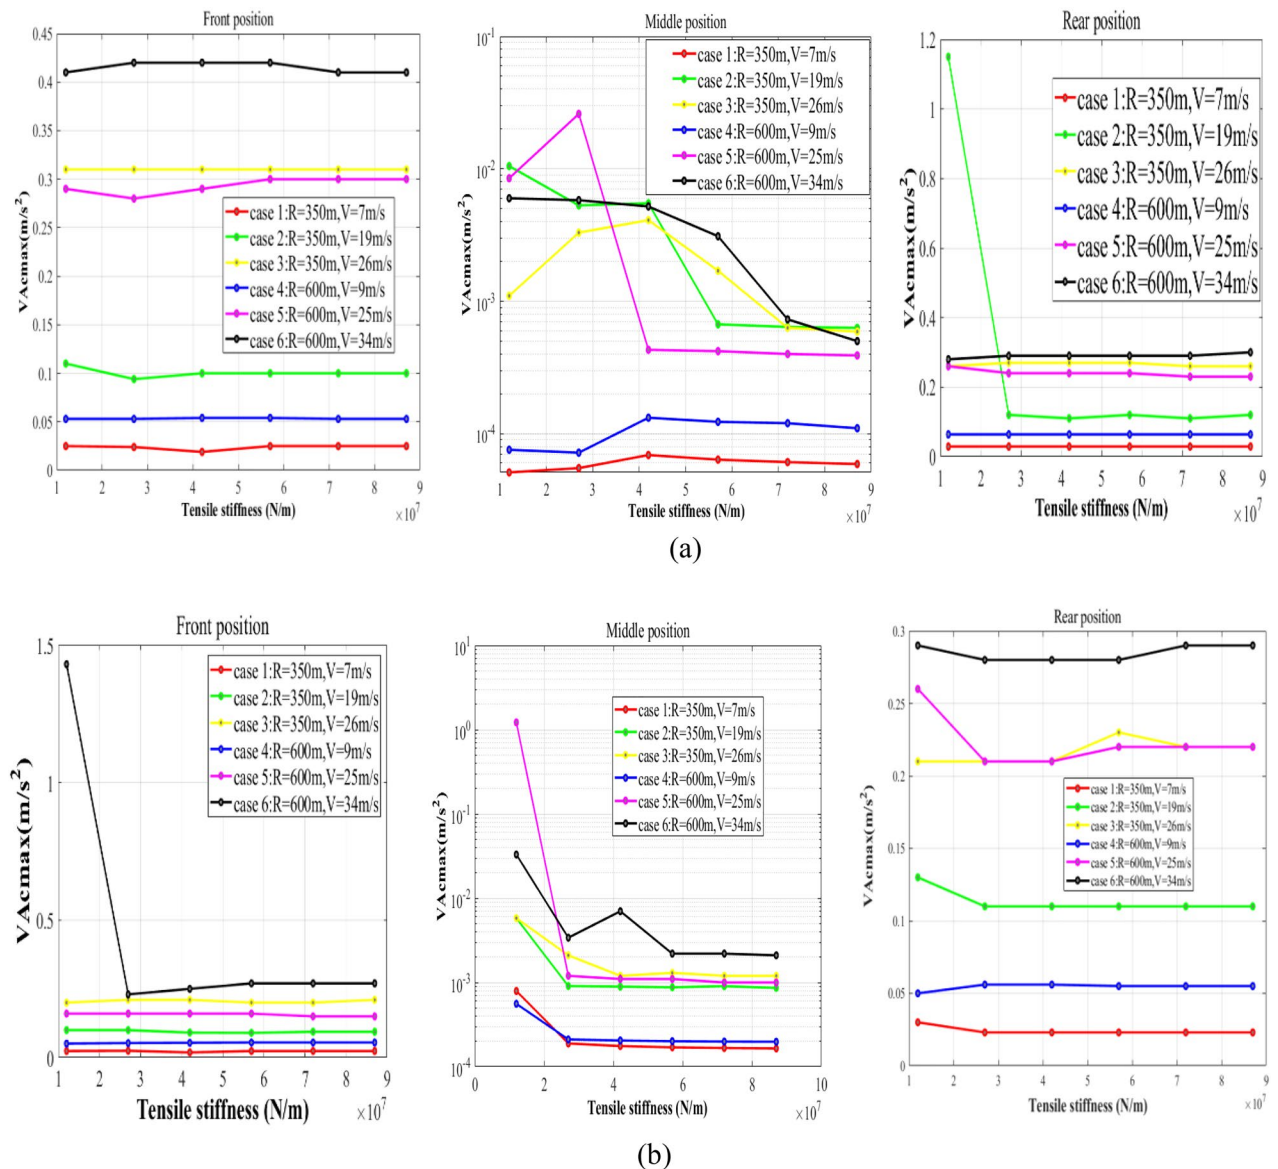 Front position
0.45
0.4
0.35
0.3
0.25
0.2
0.15
0.1
0.05
0
VAcmax(m/s²)
case 1:R=350m,V=7m/s
case 2:R=350m,V=19m/s
case 3:R=350m,V=26m/s
case 4:R=600m,V=9m/s
case 5:R=600m,V=25m/s
case 6:R=600m,V=34m/s
1 2 3 4 5 6 7 8 9
Tensile stiffness (N/m)
×10⁷
Middle position
10⁻¹
10⁻²
10⁻³
10⁻⁴
VAcmax(m/s²)
case 1:R=350m,V=7m/s
case 2:R=350m,V=19m/s
case 3:R=350m,V=26m/s
case 4:R=600m,V=9m/s
case 5:R=600m,V=25m/s
case 6:R=600m,V=34m/s
1 2 3 4 5 6 7 8 9
Tensile stiffness (N/m)
×10⁷
Rear position
1.2
1
0.8
0.6
0.4
0.2
0
VAcmax(m/s²)
case 1:R=350m,V=7m/s
case 2:R=350m,V=19m/s
case 3:R=350m,V=26m/s
case 4:R=600m,V=9m/s
case 5:R=600m,V=25m/s
case 6:R=600m,V=34m/s
1 2 3 4 5 6 7 8 9
Tensile stiffness (N/m)
×10⁷
(a)
Front position
1.5
1
0.5
0
VAcmax(m/s²)
case 1:R=350m,V=7m/s
case 2:R=350m,V=19m/s
case 3:R=350m,V=26m/s
case 4:R=600m,V=9m/s
case 5:R=600m,V=25m/s
case 6:R=600m,V=34m/s
1 2 3 4 5 6 7 8 9
Tensile stiffness (N/m)
×10⁷
Middle position
10¹
10⁰
10⁻¹
10⁻²
10⁻³
10⁻⁴
VAcmax(m/s²)
case 1:R=350m,V=7m/s
case 2:R=350m,V=19m/s
case 3:R=350m,V=26m/s
case 4:R=600m,V=9m/s
case 5:R=600m,V=25m/s
case 6:R=600m,V=34m/s
0 2 4 6 8 10
Tensile stiffness (N/m)
×10⁷
Rear position
0.3
0.25
0.2
0.15
0.1
0.05
0
VAcmax(m/s²)
case 1:R=350m,V=7m/s
case 2:R=350m,V=19m/s
case 3:R=350m,V=26m/s
case 4:R=600m,V=9m/s
case 5:R=600m,V=25m/s
case 6:R=600m,V=34m/s
1 2 3 4 5 6 7 8 9
Tensile stiffness (N/m)
×10⁷
(b)